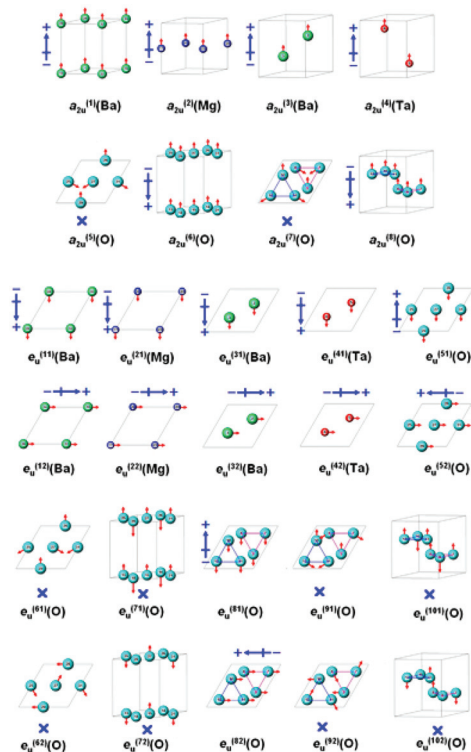 a2u(1)(Ba) a2u(2)(Mg) a2u(3)(Ba) a2u(4)(Ta)
a2u(5)(O) a2u(6)(O) a2u(7)(O) a2u(8)(O)
eu(11)(Ba) eu(21)(Mg) eu(31)(Ba) eu(41)(Ta) eu(51)(O)
eu(12)(Ba) eu(22)(Mg) eu(32)(Ba) eu(42)(Ta) eu(52)(O)
eu(61)(O) eu(71)(O) eu(81)(O) eu(91)(O) eu(101)(O)
eu(62)(O) eu(72)(O) eu(82)(O) eu(92)(O) eu(102)(O)